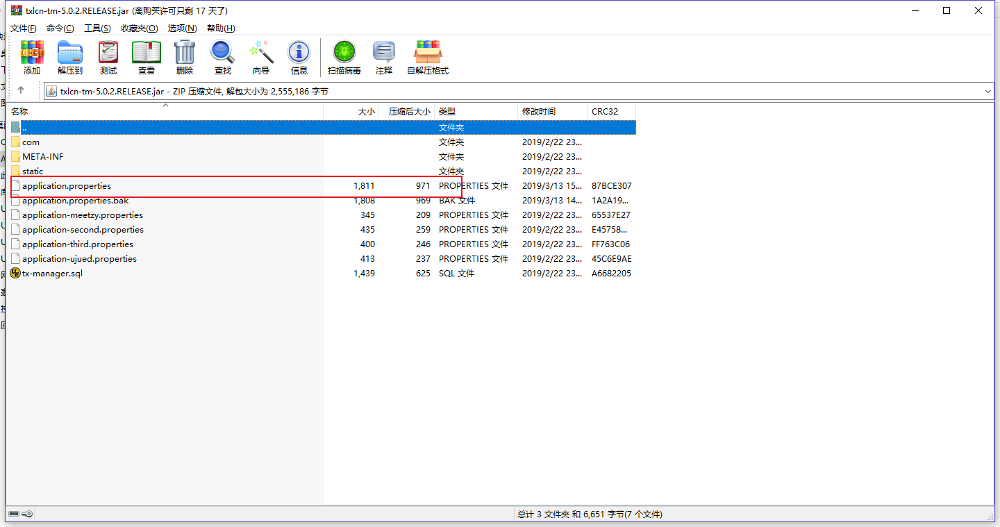 txlcn-tm-5.0.2.RELEASE.jar (离购买许可只剩 17 天了)
文件(F) 命令(C) 工具(S) 收藏夹(O) 选项(N) 帮助(H)
添加 解压到 测试 查看 删除 查找 向导 信息 扫描病毒 注释 自解压格式
txlcn-tm-5.0.2.RELEASE.jar - ZIP 压缩文件, 解包大小为 2,555,186 字节
名称 大小 压缩后大小 类型 修改时间 CRC32
.. 文件夹
com 文件夹 2019/2/22 23...
META-INF 文件夹 2019/2/22 23...
static 文件夹 2019/2/22 23...
application.properties 1,811 971 PROPERTIES 文件 2019/3/13 15... 87BCE307
application.properties.bak 1,808 969 BAK 文件 2019/3/13 14... 1A2A19...
application-meetzy.properties 345 209 PROPERTIES 文件 2019/2/22 23... 65537E27
application-second.properties 435 259 PROPERTIES 文件 2019/2/22 23... E45758...
application-third.properties 400 246 PROPERTIES 文件 2019/2/22 23... FF763C06
application-ujued.properties 413 237 PROPERTIES 文件 2019/2/22 23... 45C6E9AE
tx-manager.sql 1,439 625 SQL 文件 2019/2/22 23... A6682205
总计 3 文件夹 和 6,651 字节(7 个文件)